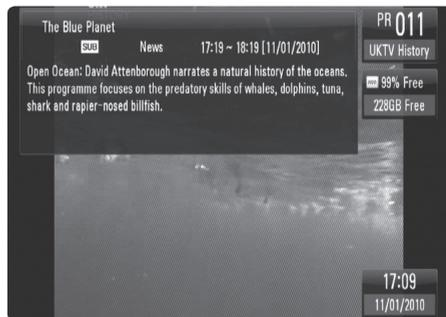 The Blue Planet
SUB News 17:19 ~ 18:19 [11/01/2010]
Open Ocean: David Attenborough narrates a natural history of the oceans.
This programme focuses on the predatory skills of whales, dolphins, tuna,
shark and rapier-nosed billfish.
PR 011
UKTV History
99% Free
228GB Free
17:09
11/01/2010